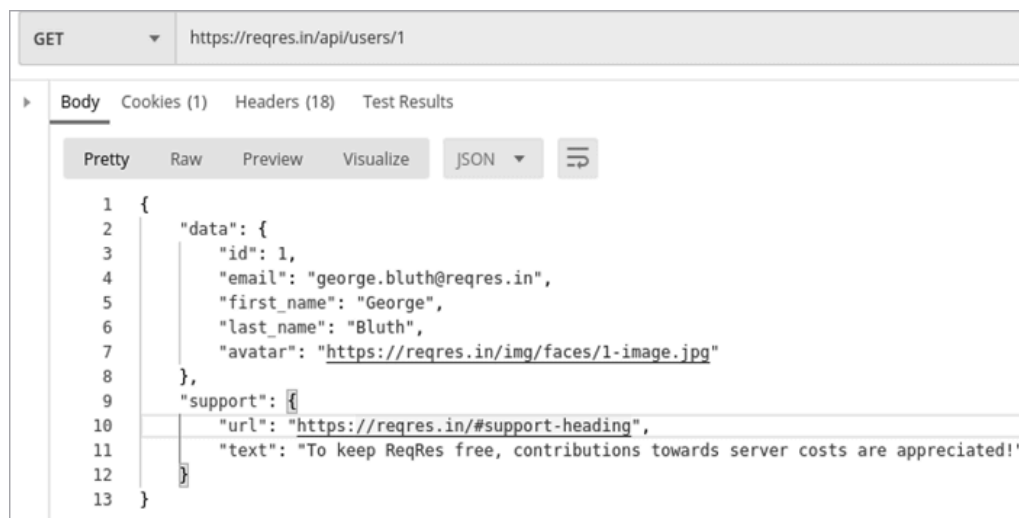 GET https://reqres.in/api/users/1
Body Cookies (1) Headers (18) Test Results
Pretty Raw Preview Visualize JSON
1 {
2 "data": {
3 "id": 1,
4 "email": "george.bluth@reqres.in",
5 "first_name": "George",
6 "last_name": "Bluth",
7 "avatar": "https://reqres.in/img/faces/1-image.jpg"
8 },
9 "support": {
10 "url": "https://reqres.in/#support-heading",
11 "text": "To keep ReqRes free, contributions towards server costs are appreciated!"
12 }
13 }